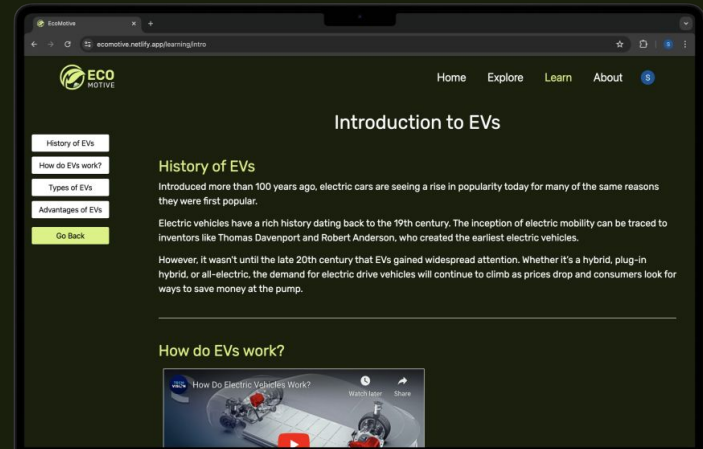 EcoMotive
ecomotive.netlify.app/learning/intro
S
ECO
MOTIVE
Home Explore Learn About S
Introduction to EVs
History of EVs
How do EVs work?
Types of EVs
Advantages of EVs
Go Back
History of EVs
Introduced more than 100 years ago, electric cars are seeing a rise in popularity today for many of the same reasons
they were first popular.
Electric vehicles have a rich history dating back to the 19th century. The inception of electric mobility can be traced to
inventors like Thomas Davenport and Robert Anderson, who created the earliest electric vehicles.
However, it wasn't until the late 20th century that EVs gained widespread attention. Whether it's a hybrid, plug-in
hybrid, or all-electric, the demand for electric drive vehicles will continue to climb as prices drop and consumers look for
ways to save money at the pump.
How do EVs work?
How Do Electric Vehicles Work?
Watch later Share